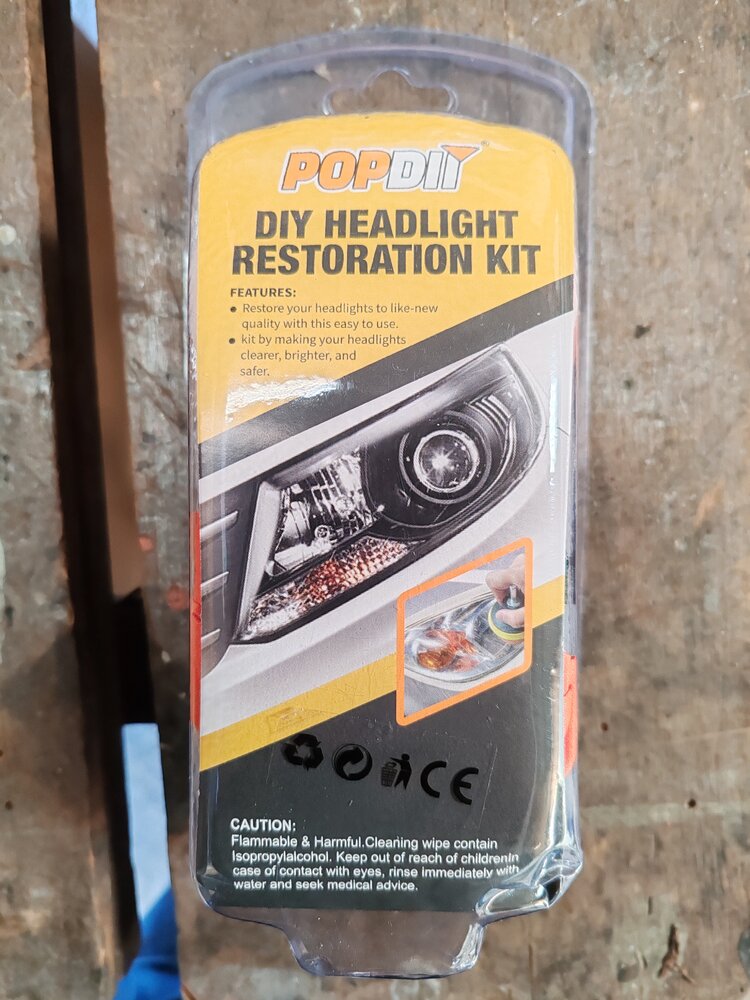 POPDIY®
DIY HEADLIGHT
RESTORATION KIT
FEATURES:
• Restore your headlights to like-new
quality with this easy to use.
• kit by making your headlights
clearer, brighter, and
safer.
CE
CAUTION:
Flammable & Harmful.Cleaning wipe contain
Isopropylalcohol. Keep out of reach of childrenIn
case of contact with eyes, rinse immediately with
water and seek medical advice.